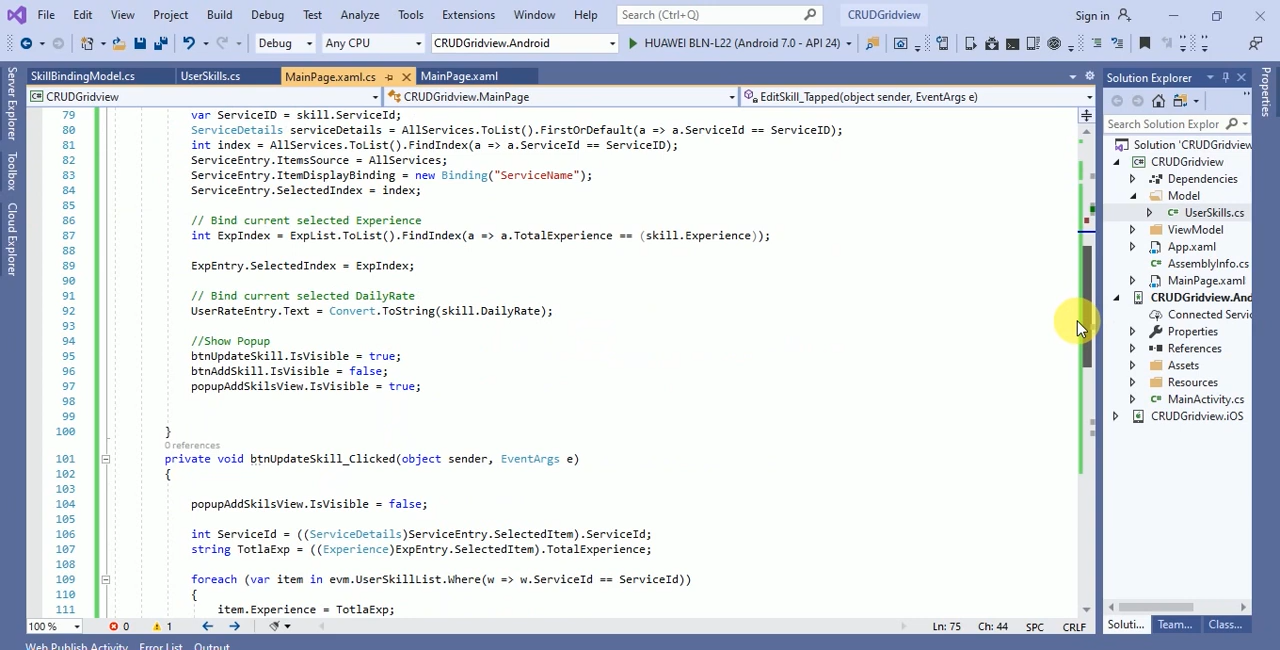 File Edit View Project Build Debug Test Analyze Tools Extensions Window Help Search (Ctrl+Q) CRUDGridview Sign in
Debug Any CPU CRUDGridview.Android HUAWEI BLN-L22 (Android 7.0 - API 24)
SkillBindingModel.cs UserSkills.cs MainPage.xaml.cs MainPage.xaml Solution Explorer
CRUDGridview CRUDGridview.MainPage EditSkill_Tapped(object sender, EventArgs e)
Server Explorer
Toolbox
Cloud Explorer
79 var ServiceID = skill.ServiceId;
80 ServiceDetails serviceDetails = AllServices.ToList().FirstOrDefault(a => a.ServiceId == ServiceID);
81 int index = AllServices.ToList().FindIndex(a => a.ServiceId == ServiceID);
82 ServiceEntry.ItemsSource = AllServices;
83 ServiceEntry.ItemDisplayBinding = new Binding("ServiceName");
84 ServiceEntry.SelectedIndex = index;
85
86 // Bind current selected Experience
87 int ExpIndex = ExpList.ToList().FindIndex(a => a.TotalExperience == (skill.Experience));
88
89 ExpEntry.SelectedIndex = ExpIndex;
90
91 // Bind current selected DailyRate
92 UserRateEntry.Text = Convert.ToString(skill.DailyRate);
93
94 //Show Popup
95 btnUpdateSkill.IsVisible = true;
96 btnAddSkill.IsVisible = false;
97 popupAddSkilsView.IsVisible = true;
98
99
100 }
0 references
101 private void btnUpdateSkill_Clicked(object sender, EventArgs e)
102 {
103
104 popupAddSkilsView.IsVisible = false;
105
106 int ServiceId = ((ServiceDetails)ServiceEntry.SelectedItem).ServiceId;
107 string TotlaExp = ((Experience)ExpEntry.SelectedItem).TotalExperience;
108
109 foreach (var item in evm.UserSkillList.Where(w => w.ServiceId == ServiceId))
110 {
111 item.Experience = TotlaExp;
100 % 0 1 Ln: 75 Ch: 44 SPC CRLF
Web Publish Activity Error List Output
Search Solution Explor
Solution 'CRUDGridview
CRUDGridview
Dependencies
Model
UserSkills.cs
ViewModel
App.xaml
AssemblyInfo.cs
MainPage.xaml
CRUDGridview.And
Connected Servic
Properties
References
Assets
Resources
MainActivity.cs
CRUDGridview.iOS
Soluti... Team... Class...
Properties